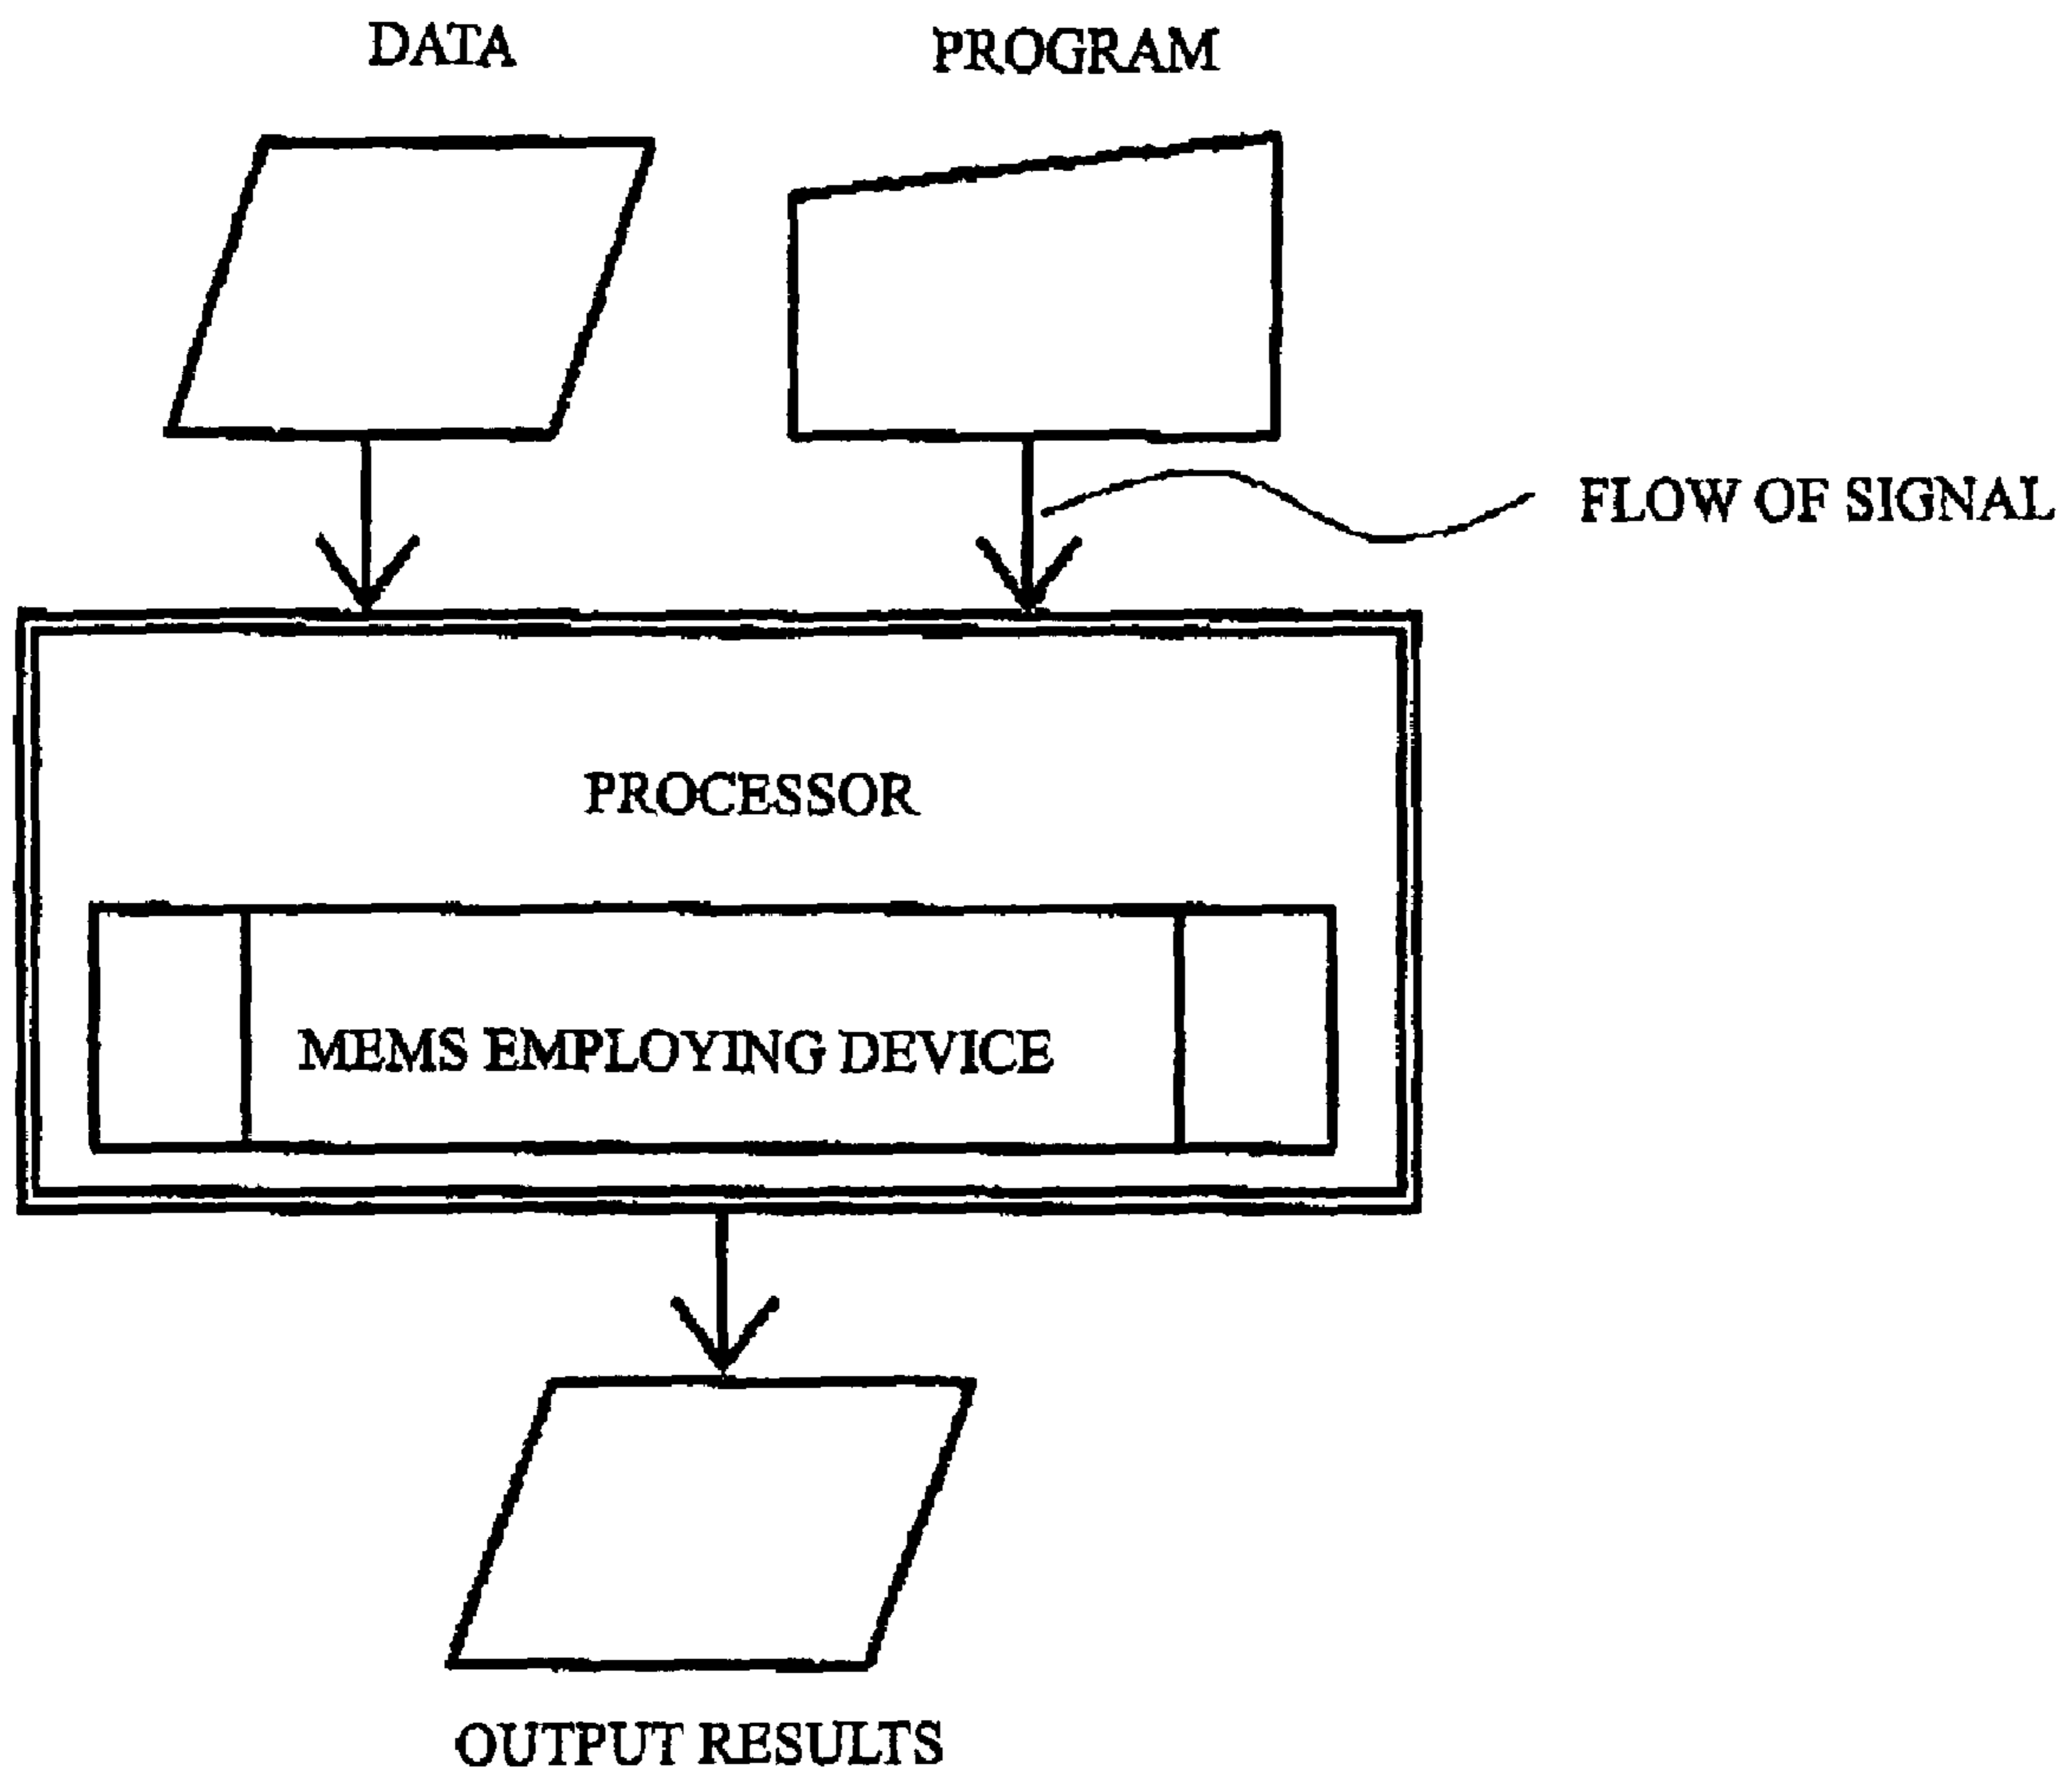 DATA
PROGRAM
FLOW OF SIGNAL
PROCESSOR
MEMS EMPLOYING DEVICE
OUTPUT RESULTS